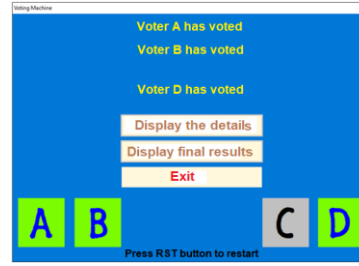 Voting Machine
Voter A has voted
Voter B has voted
Voter D has voted
Display the details
Display final results
Exit
A B C D
Press RST button to restart